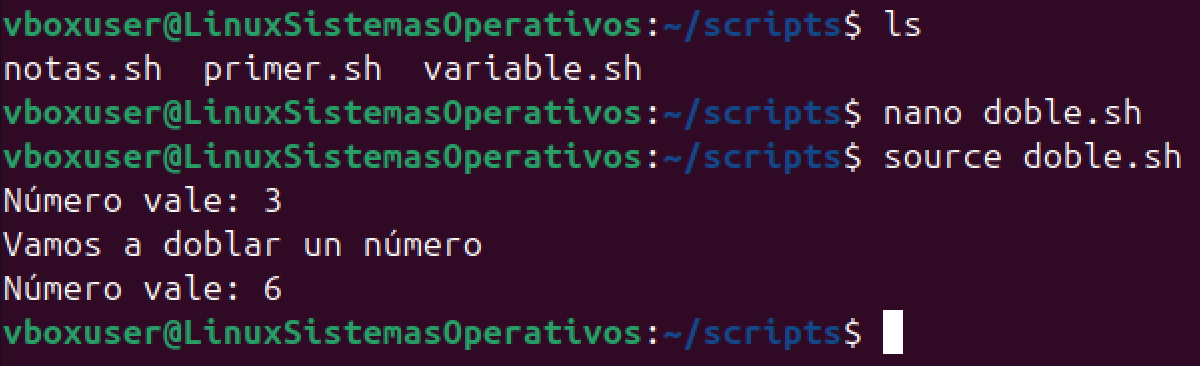 vboxuser@LinuxSistemasOperativos:~/scripts$ ls
notas.sh  primer.sh  variable.sh
vboxuser@LinuxSistemasOperativos:~/scripts$ nano doble.sh
vboxuser@LinuxSistemasOperativos:~/scripts$ source doble.sh
Número vale: 3
Vamos a doblar un número
Número vale: 6
vboxuser@LinuxSistemasOperativos:~/scripts$